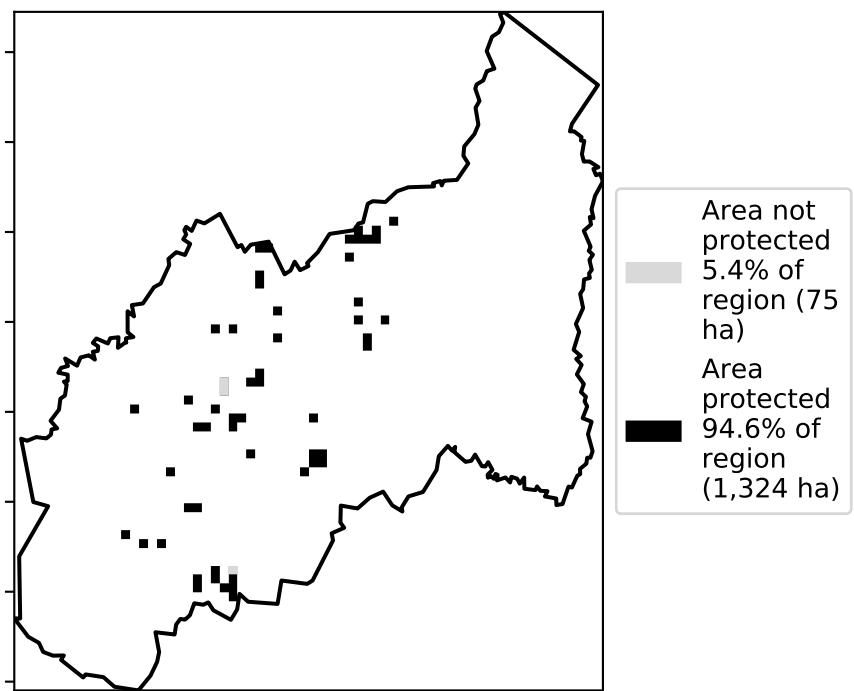 Area not
protected
5.4% of
region (75
ha)
Area
protected
94.6% of
region
(1,324 ha)